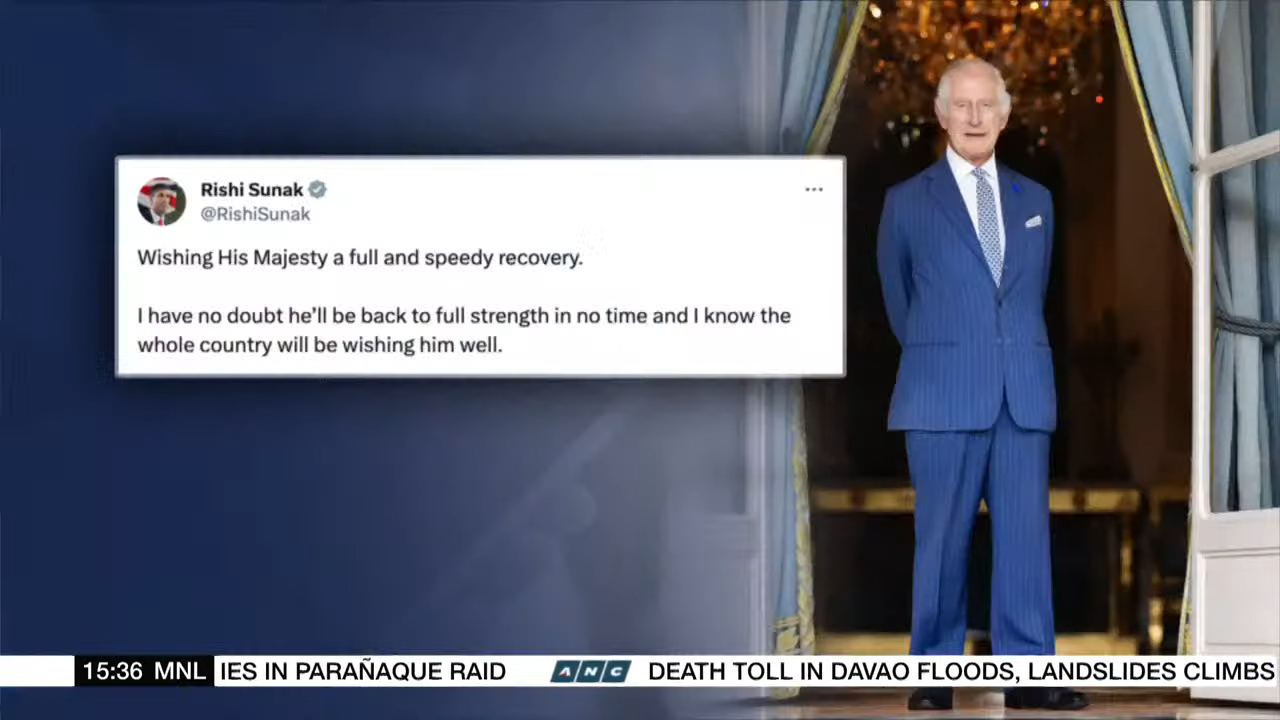 Rishi Sunak
@RishiSunak
Wishing His Majesty a full and speedy recovery.
I have no doubt he'll be back to full strength in no time and I know the
whole country will be wishing him well.
15:36 MNL IES IN PARAÑAQUE RAID ANC DEATH TOLL IN DAVAO FLOODS, LANDSLIDES CLIMBS